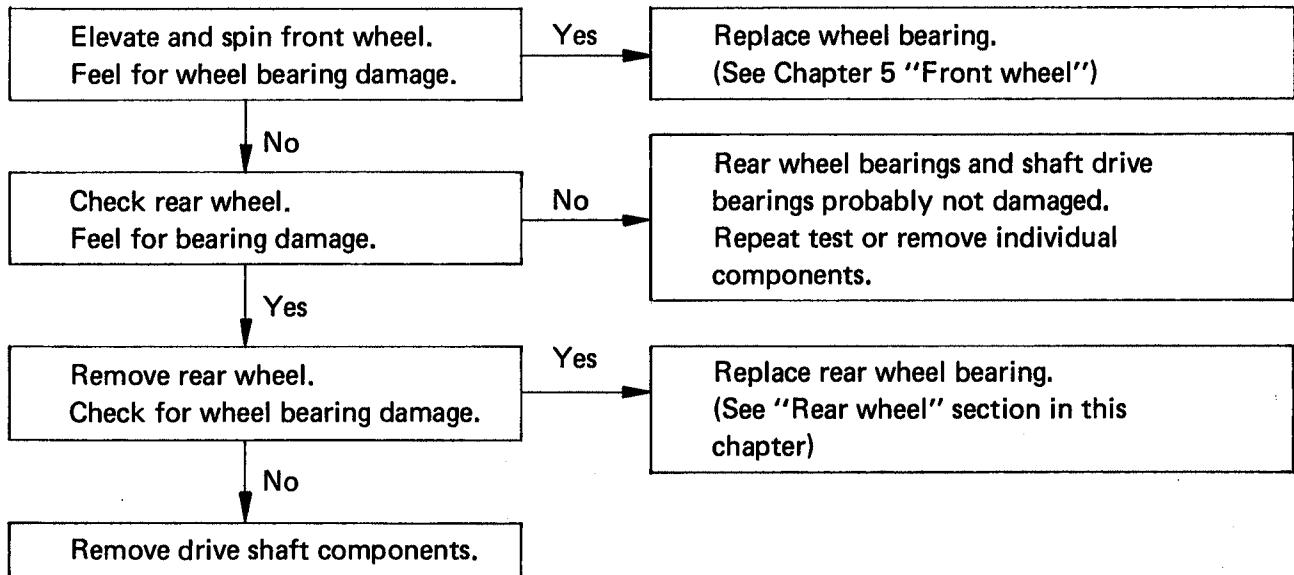 Elevate and spin front wheel.
Feel for wheel bearing damage.
Yes
Replace wheel bearing.
(See Chapter 5 "Front wheel")
No
Check rear wheel.
Feel for bearing damage.
No
Rear wheel bearings and shaft drive
bearings probably not damaged.
Repeat test or remove individual
components.
Yes
Remove rear wheel.
Check for wheel bearing damage.
Yes
Replace rear wheel bearing.
(See "Rear wheel" section in this
chapter)
No
Remove drive shaft components.